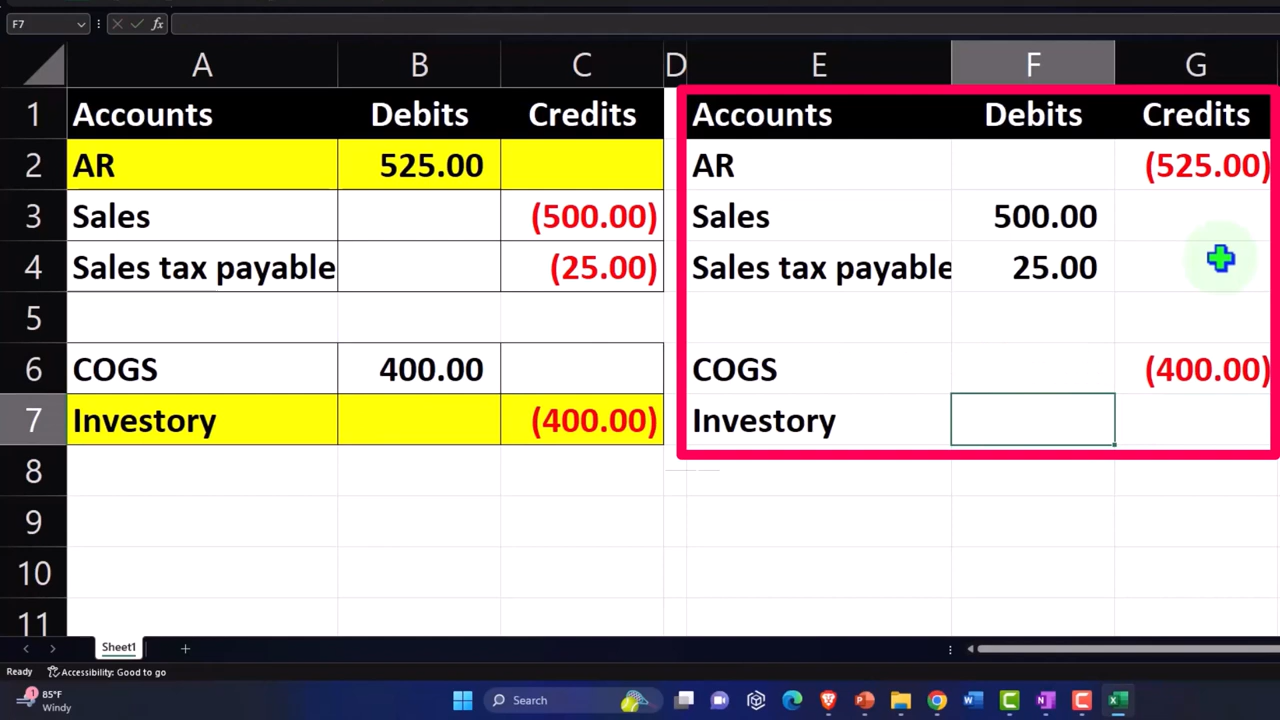 F7 fx
A B C D E F G
1 Accounts Debits Credits Accounts Debits Credits
2 AR 525.00 AR (525.00)
3 Sales (500.00) Sales 500.00
4 Sales tax payable (25.00) Sales tax payable 25.00
5
6 COGS 400.00 COGS (400.00)
7 Investory (400.00) Investory
8
9
10
11
Sheet1
Ready Accessibility: Good to go
1 85°F
Windy
Search